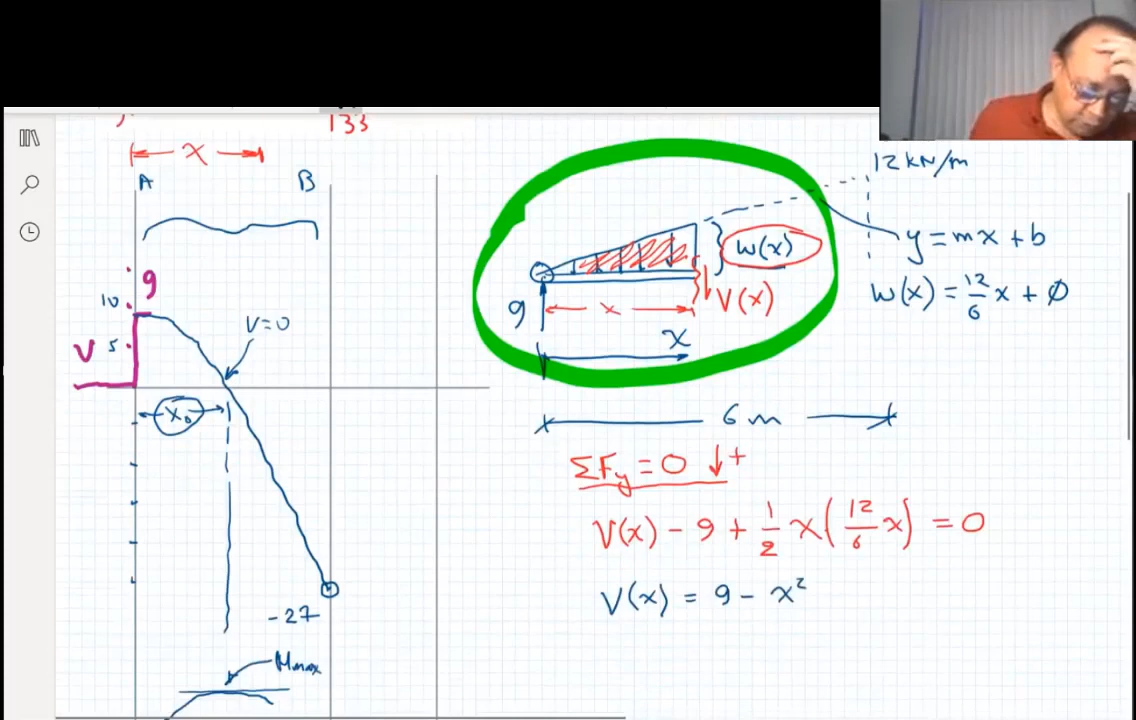 133
x
A B
9
10
V 5
V=0
x₀
-27
Mmax
12 kN/m
w(x)
y = mx + b
V(x)
w(x) = 12/6 x + ∅
9
x
x
6 m
ΣFy = 0 ↓+
V(x) - 9 + 1/2 x (12/6 x) = 0
V(x) = 9 - x²